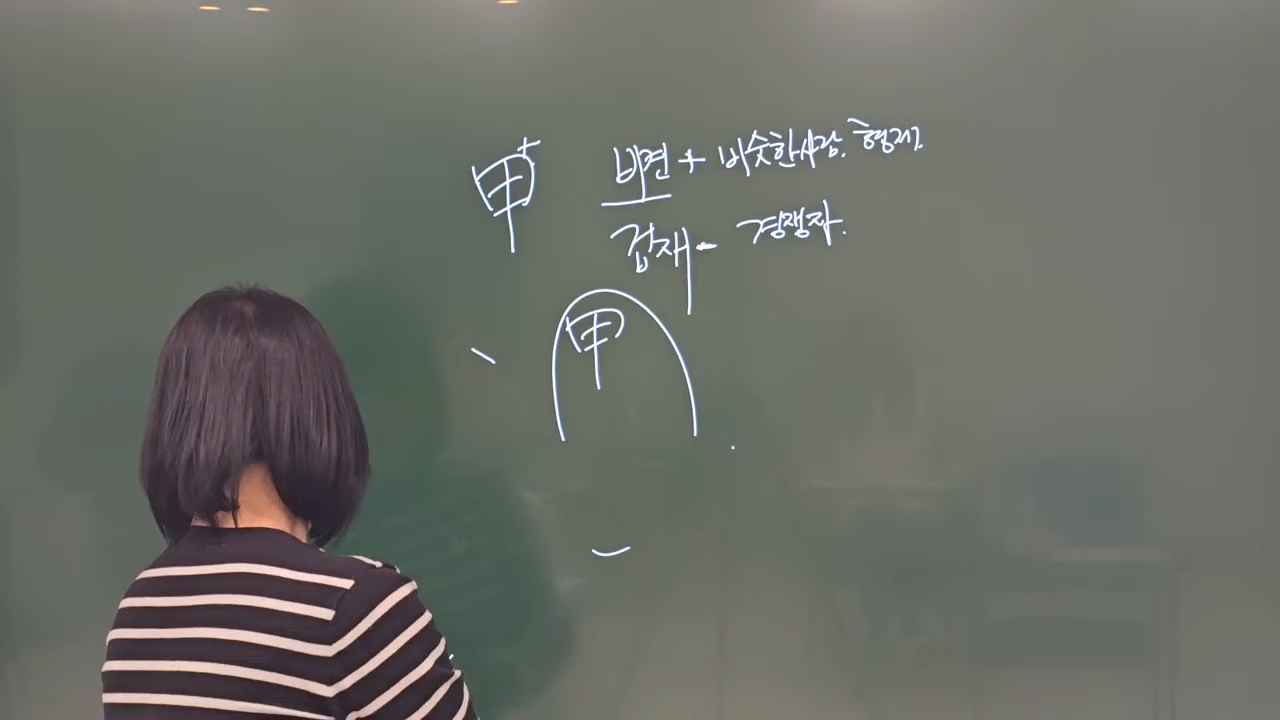 甲+ 비견 + 비슷한사람. 형제.
겁재 - 경쟁자.
甲